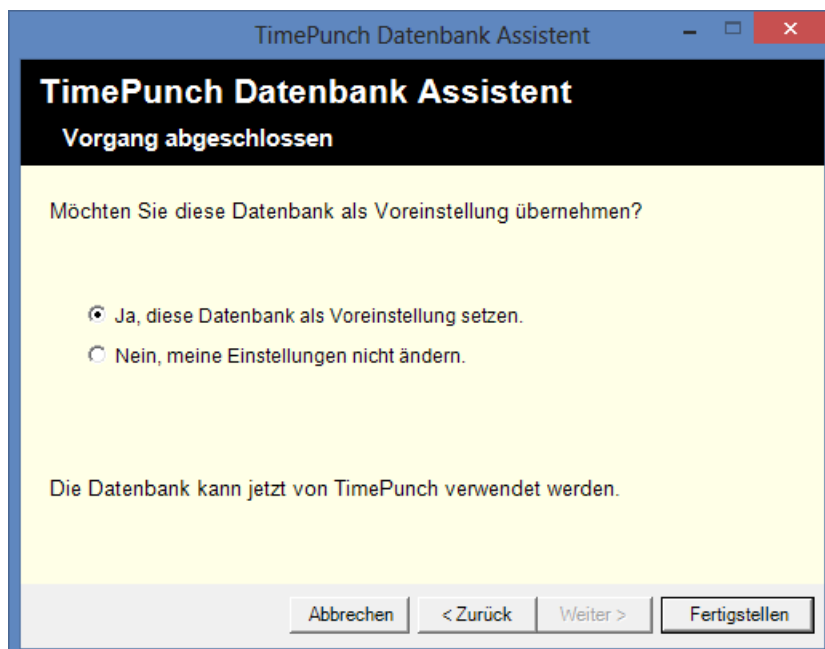 TimePunch Datenbank Assistent
TimePunch Datenbank Assistent
Vorgang abgeschlossen
Möchten Sie diese Datenbank als Voreinstellung übernehmen?
Ja, diese Datenbank als Voreinstellung setzen.
Nein, meine Einstellungen nicht ändern.
Die Datenbank kann jetzt von TimePunch verwendet werden.
Abbrechen < Zurück Weiter > Fertigstellen